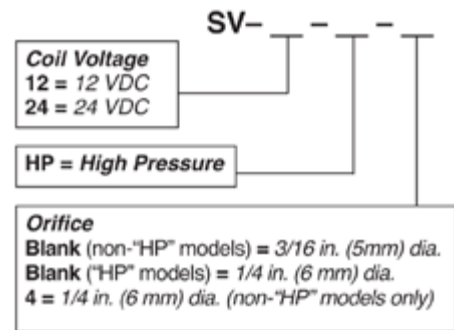 SV-__-__-__
Coil Voltage
12 = 12 VDC
24 = 24 VDC
HP = High Pressure
Orifice
Blank (non-"HP" models) = 3/16 in. (5mm) dia.
Blank ("HP" models) = 1/4 in. (6 mm) dia.
4 = 1/4 in. (6 mm) dia. (non-"HP" models only)